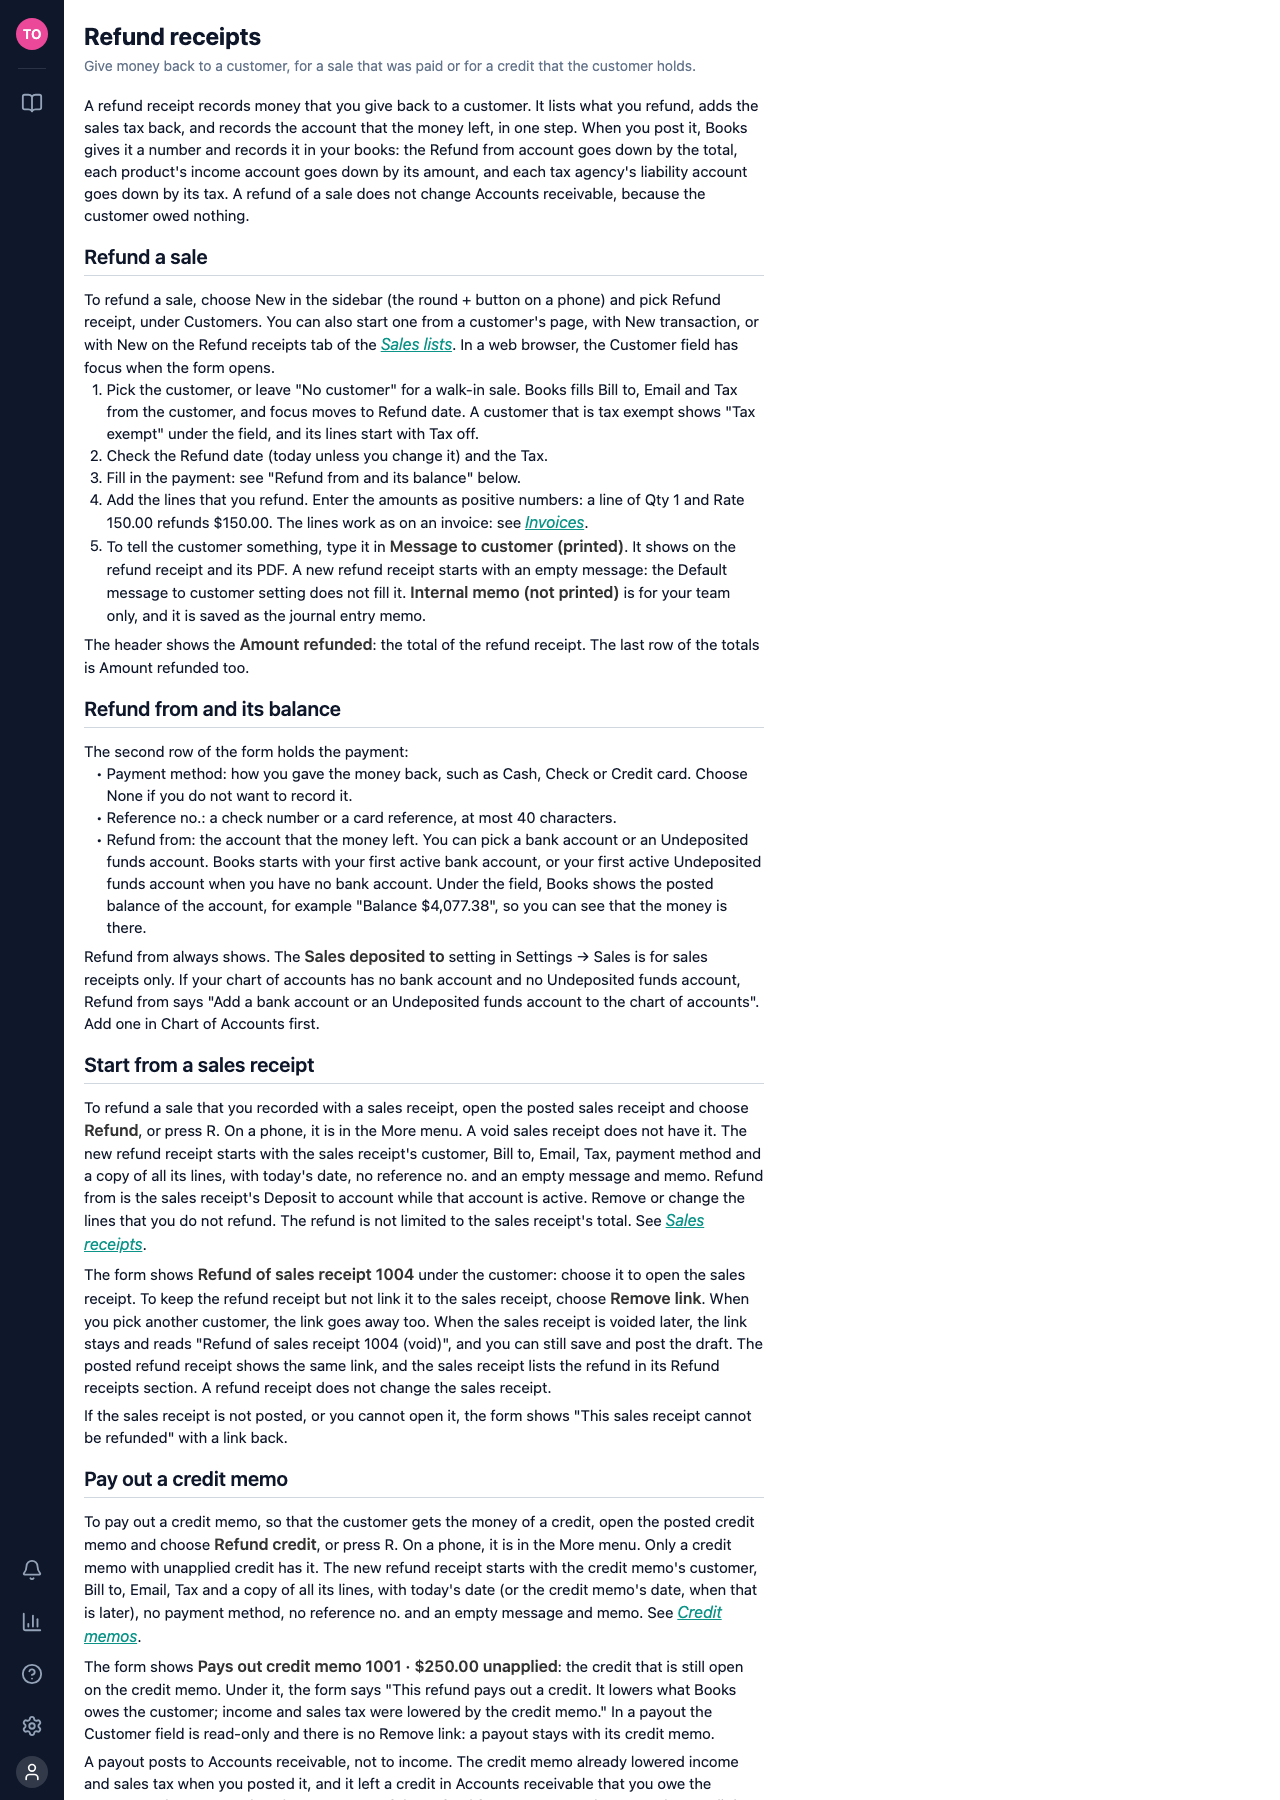 TO
Refund receipts
Give money back to a customer, for a sale that was paid or for a credit that the customer holds.
A refund receipt records money that you give back to a customer. It lists what you refund, adds the
sales tax back, and records the account that the money left, in one step. When you post it, Books
gives it a number and records it in your books: the Refund from account goes down by the total,
each product's income account goes down by its amount, and each tax agency's liability account
goes down by its tax. A refund of a sale does not change Accounts receivable, because the
customer owed nothing.
Refund a sale
To refund a sale, choose New in the sidebar (the round + button on a phone) and pick Refund
receipt, under Customers. You can also start one from a customer's page, with New transaction, or
with New on the Refund receipts tab of the Sales lists. In a web browser, the Customer field has
focus when the form opens.
1. Pick the customer, or leave "No customer" for a walk-in sale. Books fills Bill to, Email and Tax
from the customer, and focus moves to Refund date. A customer that is tax exempt shows "Tax
exempt" under the field, and its lines start with Tax off.
2. Check the Refund date (today unless you change it) and the Tax.
3. Fill in the payment: see "Refund from and its balance" below.
4. Add the lines that you refund. Enter the amounts as positive numbers: a line of Qty 1 and Rate
150.00 refunds $150.00. The lines work as on an invoice: see Invoices.
5. To tell the customer something, type it in Message to customer (printed). It shows on the
refund receipt and its PDF. A new refund receipt starts with an empty message: the Default
message to customer setting does not fill it. Internal memo (not printed) is for your team
only, and it is saved as the journal entry memo.
The header shows the Amount refunded: the total of the refund receipt. The last row of the totals
is Amount refunded too.
Refund from and its balance
The second row of the form holds the payment:
• Payment method: how you gave the money back, such as Cash, Check or Credit card. Choose
None if you do not want to record it.
• Reference no.: a check number or a card reference, at most 40 characters.
• Refund from: the account that the money left. You can pick a bank account or an Undeposited
funds account. Books starts with your first active bank account, or your first active Undeposited
funds account when you have no bank account. Under the field, Books shows the posted
balance of the account, for example "Balance $4,077.38", so you can see that the money is
there.
Refund from always shows. The Sales deposited to setting in Settings → Sales is for sales
receipts only. If your chart of accounts has no bank account and no Undeposited funds account,
Refund from says "Add a bank account or an Undeposited funds account to the chart of accounts".
Add one in Chart of Accounts first.
Start from a sales receipt
To refund a sale that you recorded with a sales receipt, open the posted sales receipt and choose
Refund, or press R. On a phone, it is in the More menu. A void sales receipt does not have it. The
new refund receipt starts with the sales receipt's customer, Bill to, Email, Tax, payment method and
a copy of all its lines, with today's date, no reference no. and an empty message and memo. Refund
from is the sales receipt's Deposit to account while that account is active. Remove or change the
lines that you do not refund. The refund is not limited to the sales receipt's total. See Sales
receipts.
The form shows Refund of sales receipt 1004 under the customer: choose it to open the sales
receipt. To keep the refund receipt but not link it to the sales receipt, choose Remove link. When
you pick another customer, the link goes away too. When the sales receipt is voided later, the link
stays and reads "Refund of sales receipt 1004 (void)", and you can still save and post the draft. The
posted refund receipt shows the same link, and the sales receipt lists the refund in its Refund
receipts section. A refund receipt does not change the sales receipt.
If the sales receipt is not posted, or you cannot open it, the form shows "This sales receipt cannot
be refunded" with a link back.
Pay out a credit memo
To pay out a credit memo, so that the customer gets the money of a credit, open the posted credit
memo and choose Refund credit, or press R. On a phone, it is in the More menu. Only a credit
memo with unapplied credit has it. The new refund receipt starts with the credit memo's customer,
Bill to, Email, Tax and a copy of all its lines, with today's date (or the credit memo's date, when that
is later), no payment method, no reference no. and an empty message and memo. See Credit
memos.
The form shows Pays out credit memo 1001 · $250.00 unapplied: the credit that is still open
on the credit memo. Under it, the form says "This refund pays out a credit. It lowers what Books
owes the customer; income and sales tax were lowered by the credit memo." In a payout the
Customer field is read-only and there is no Remove link: a payout stays with its credit memo.
A payout posts to Accounts receivable, not to income. The credit memo already lowered income
and sales tax when you posted it, and it left a credit in Accounts receivable that you owe the